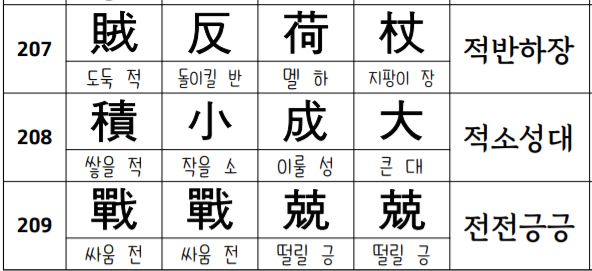 207 賊 反 荷 杖 적반하장
도둑 적 돌이킬 반 멜 하 지팡이 장
208 積 小 成 大 적소성대
쌓을 적 작을 소 이룰 성 큰 대
209 戰 戰 兢 兢 전전긍긍
싸움 전 싸움 전 떨릴 긍 떨릴 긍